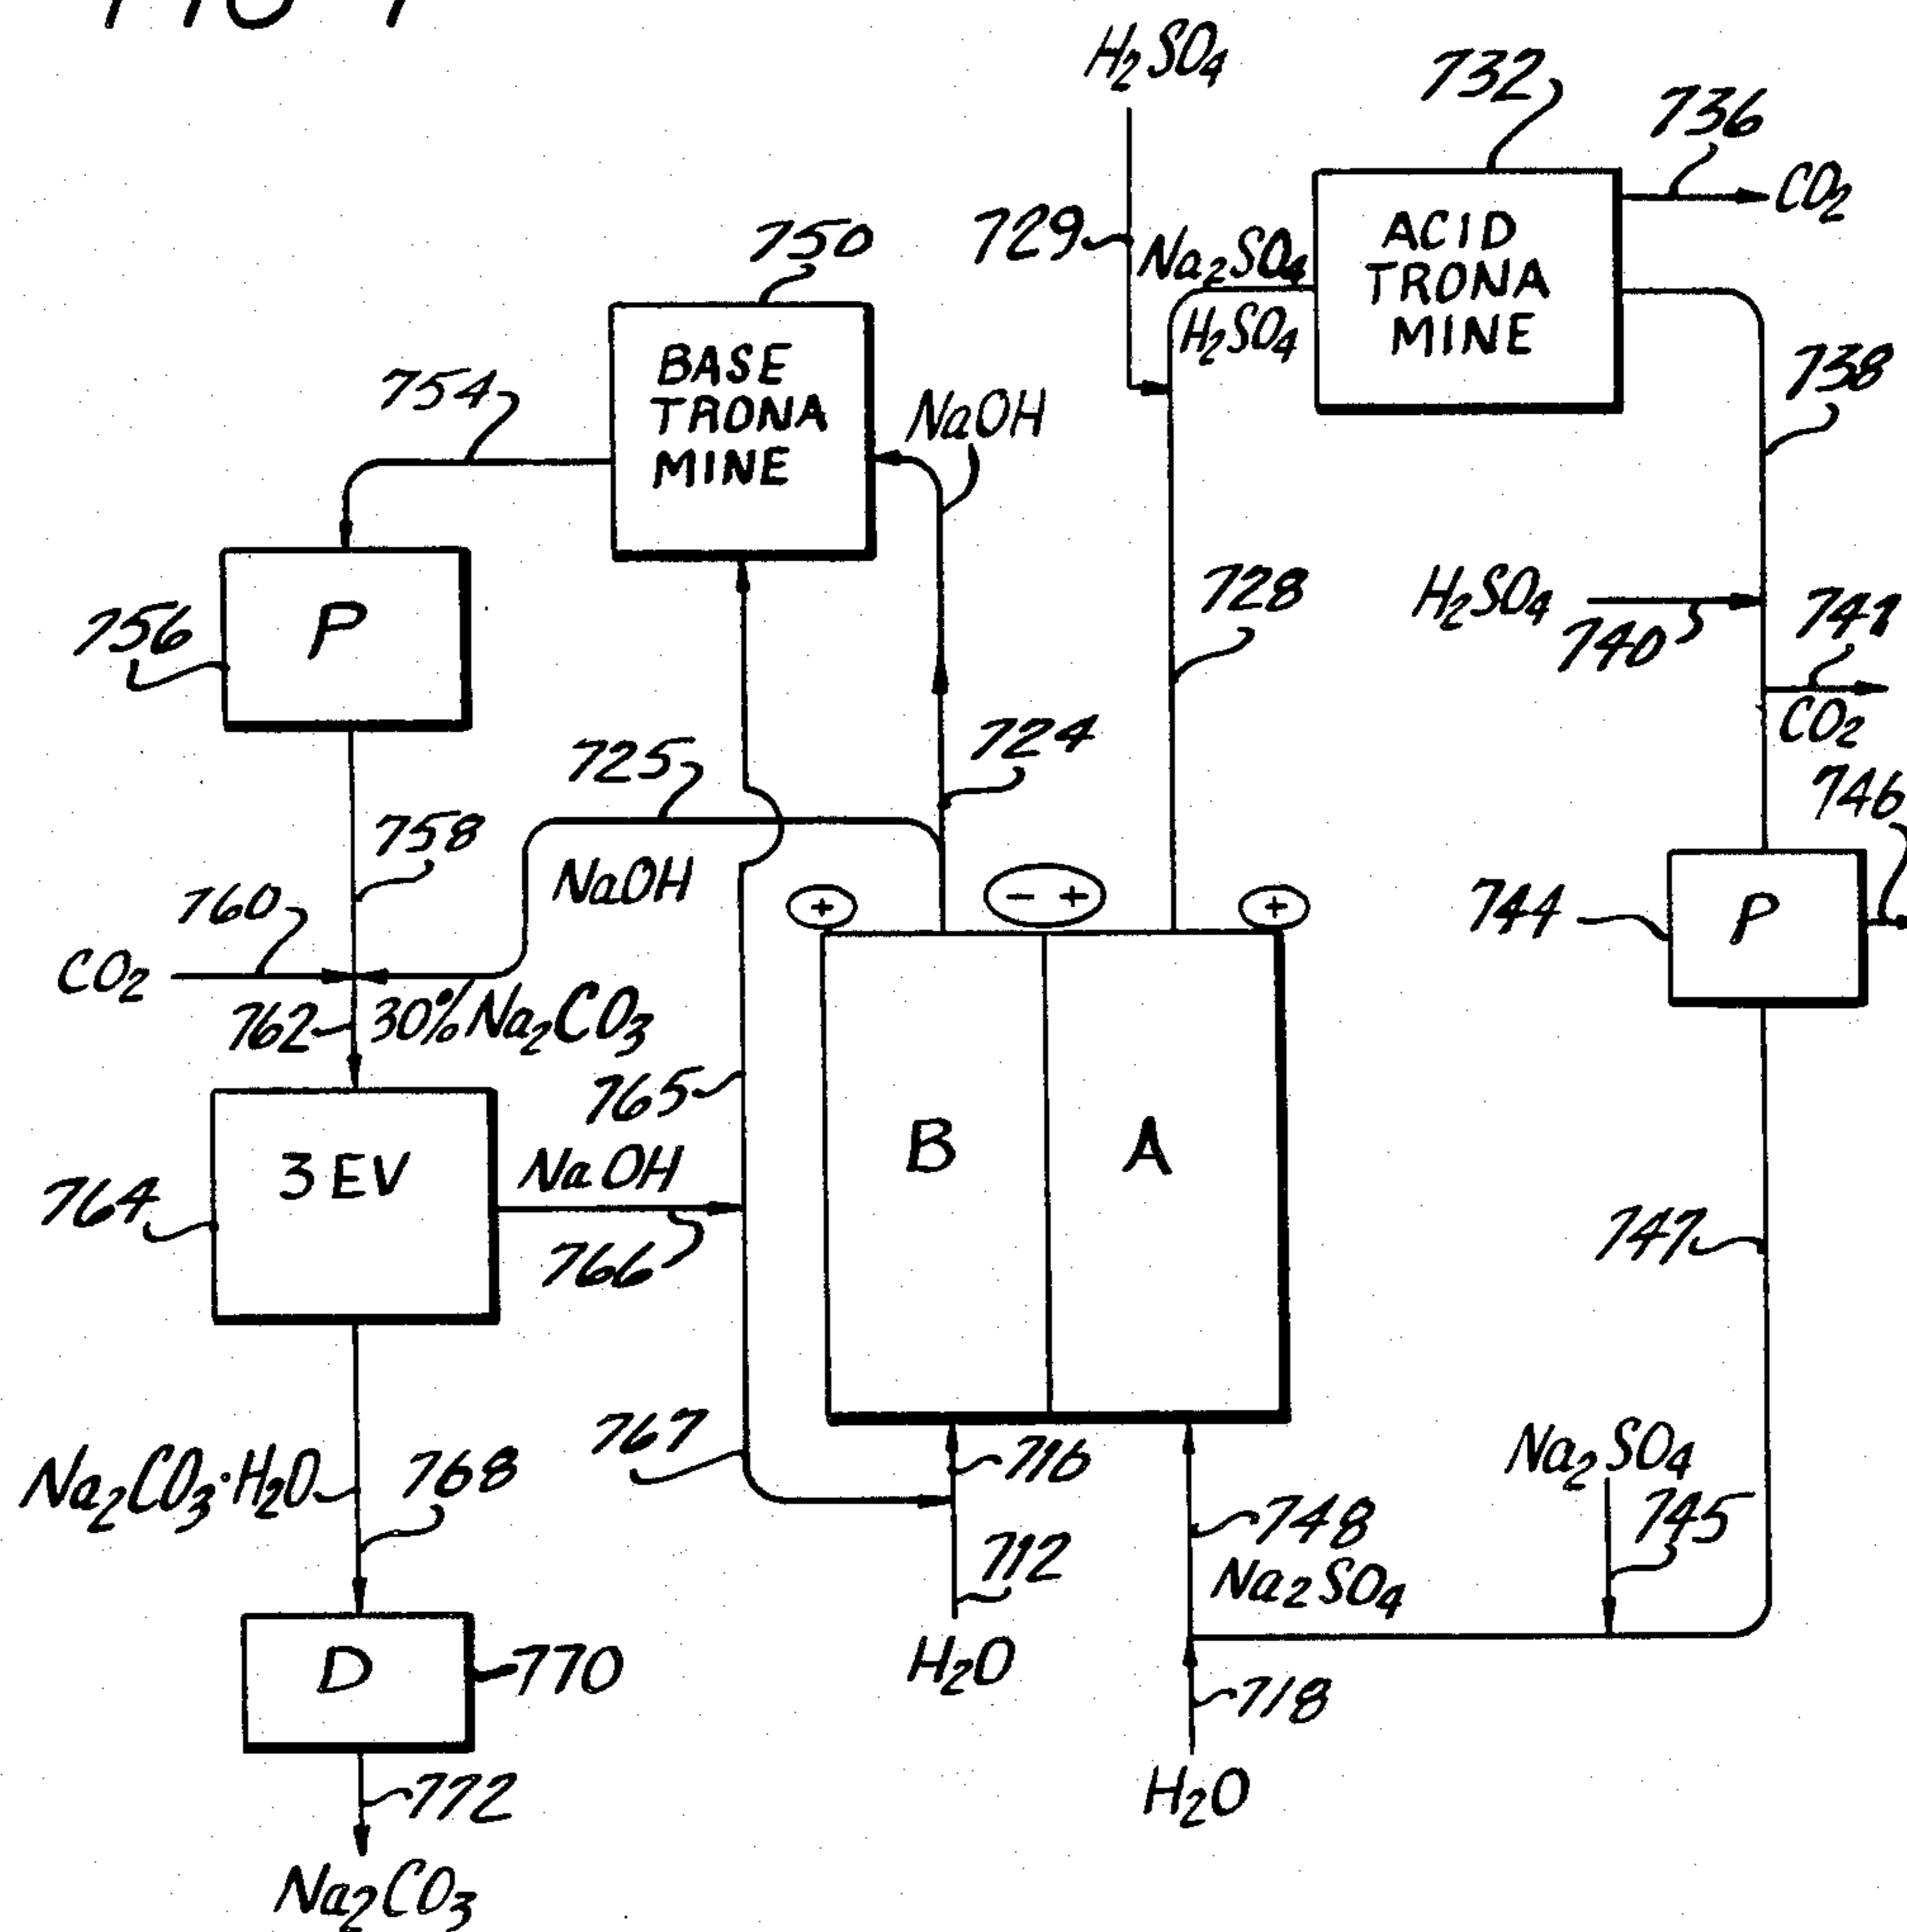 H₂SO₄
732
736
CO₂
729
Na₂SO₄
H₂SO₄
ACID
TRONA
MINE
738
750
BASE
TRONA
MINE
754
NaOH
728
H₂SO₄
740
741
CO₂
756
P
724
725
746
758
NaOH
760
CO₂
762
30% Na₂CO₃
+
- +
+
744
P
765
B
A
3EV
764
NaOH
766
747
767
716
Na₂SO₄
745
Na₂CO₃·H₂O
768
748
712
Na₂SO₄
H₂O
D
770
718
H₂O
772
Na₂CO₃